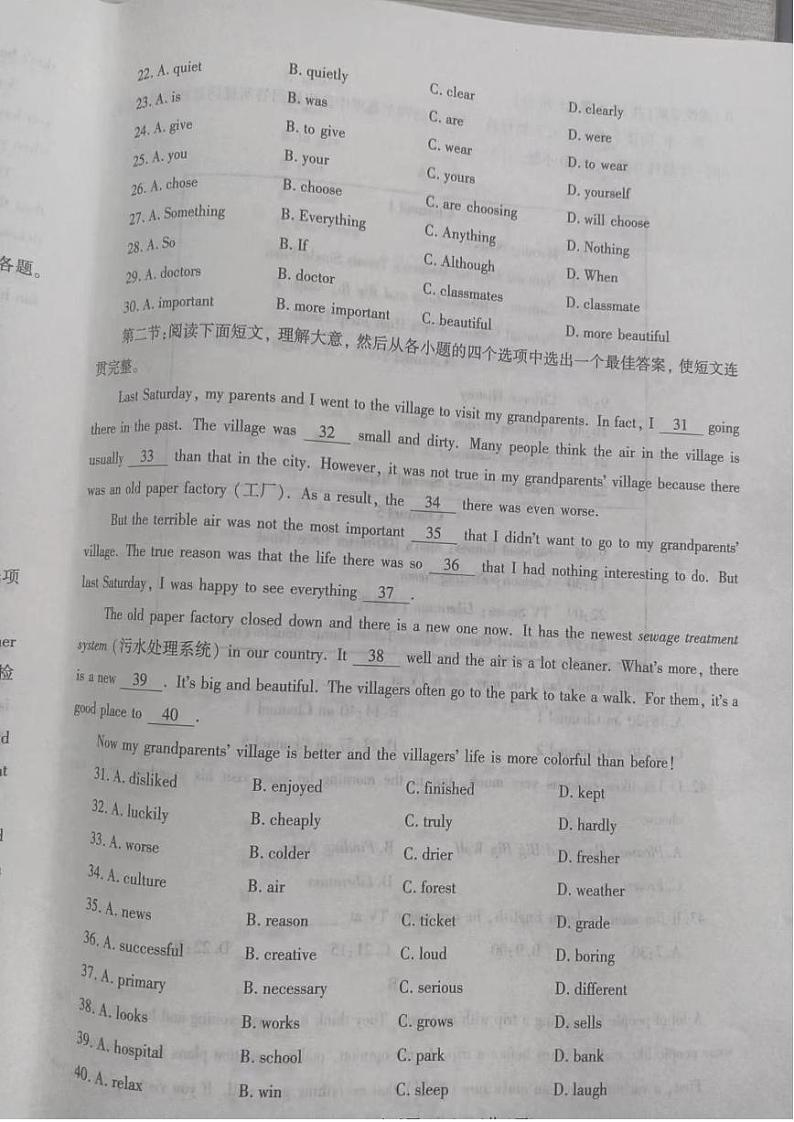 22. A. quiet B. quietly C. clear D. clearly
23. A. is B. was C. are D. were
24. A. give B. to give C. wear D. to wear
25. A. you B. your C. yours D. yourself
26. A. chose B. choose C. are choosing D. will choose
27. A. Something B. Everything C. Anything D. Nothing
28. A. So B. If C. Although D. When
29. A. doctors B. doctor C. classmates D. classmate
30. A. important B. more important C. beautiful D. more beautiful
各题。
第二节:阅读下面短文，理解大意，然后从各小题的四个选项中选出一个最佳答案，使短文连
贯完整。
Last Saturday, my parents and I went to the village to visit my grandparents. In fact, I 31 going
there in the past. The village was 32 small and dirty. Many people think the air in the village is
usually 33 than that in the city. However, it was not true in my grandparents' village because there
was an old paper factory (工厂). As a result, the 34 there was even worse.
But the terrible air was not the most important 35 that I didn't want to go to my grandparents'
village. The true reason was that the life there was so 36 that I had nothing interesting to do. But
last Saturday, I was happy to see everything 37 .
The old paper factory closed down and there is a new one now. It has the newest sewage treatment
system (污水处理系统) in our country. It 38 well and the air is a lot cleaner. What's more, there
is a new 39 . It's big and beautiful. The villagers often go to the park to take a walk. For them, it's a
good place to 40 .
Now my grandparents' village is better and the villagers' life is more colorful than before!
31. A. disliked B. enjoyed C. finished D. kept
32. A. luckily B. cheaply C. truly D. hardly
33. A. worse B. colder C. drier D. fresher
34. A. culture B. air C. forest D. weather
35. A. news B. reason C. ticket D. grade
36. A. successful B. creative C. loud D. boring
37. A. primary B. necessary C. serious D. different
38. A. looks B. works C. grows D. sells
39. A. hospital B. school C. park D. bank
40. A. relax B. win C. sleep D. laugh